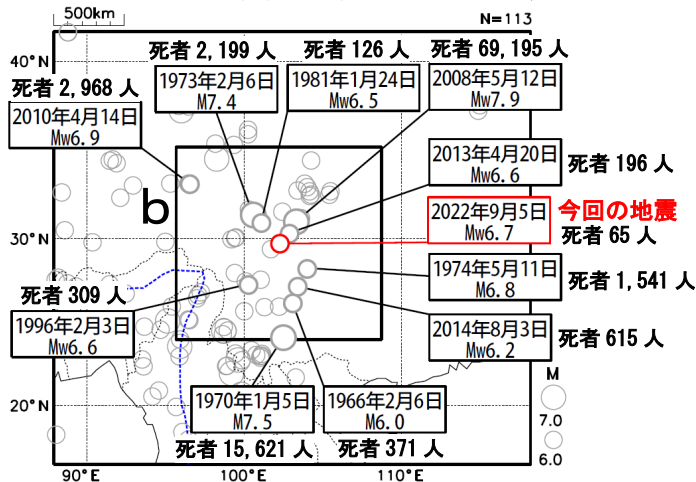 500km
N=113
死者 2,199 人
死者 126 人
死者 69,195 人
40°N
1973年2月6日
M7.4
1981年1月24日
Mw6.5
2008年5月12日
Mw7.9
死者 2,968 人
2010年4月14日
Mw6.9
2013年4月20日
Mw6.6
死者 196 人
b
2022年9月5日
Mw6.7
今回の地震
死者 65 人
30°N
1974年5月11日
M6.8
死者 1,541 人
死者 309 人
1996年2月3日
Mw6.6
2014年8月3日
Mw6.2
死者 615 人
20°N
1970年1月5日
M7.5
1966年2月6日
M6.0
M
7.0
6.0
死者 15,621 人
死者 371 人
90°E
100°E
110°E